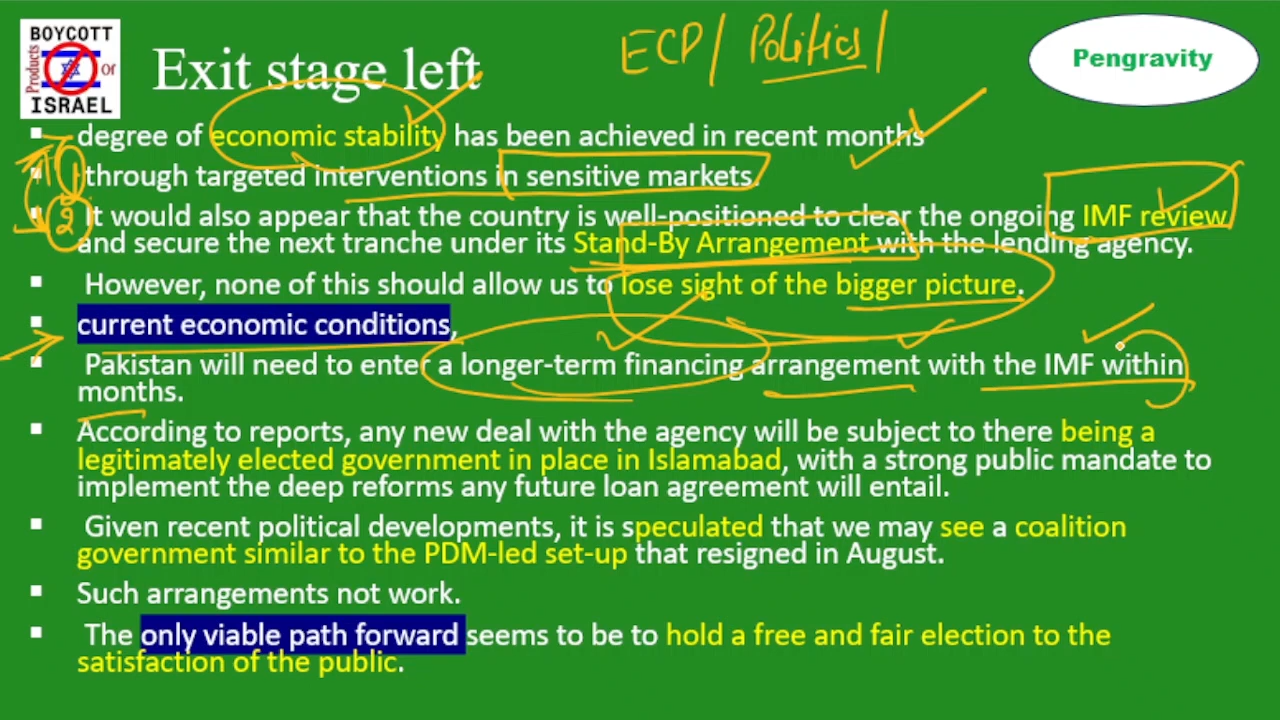 BOYCOTT
Products
or
ISRAEL
Exit stage left
ECP/ Politics/
Pengravity
degree of economic stability has been achieved in recent months
1
through targeted interventions in sensitive markets.
2
It would also appear that the country is well-positioned to clear the ongoing IMF review
and secure the next tranche under its Stand-By Arrangement with the lending agency.
However, none of this should allow us to lose sight of the bigger picture.
current economic conditions,
Pakistan will need to enter a longer-term financing arrangement with the IMF within
months.
According to reports, any new deal with the agency will be subject to there being a
legitimately elected government in place in Islamabad, with a strong public mandate to
implement the deep reforms any future loan agreement will entail.
Given recent political developments, it is speculated that we may see a coalition
government similar to the PDM-led set-up that resigned in August.
Such arrangements not work.
The only viable path forward seems to be to hold a free and fair election to the
satisfaction of the public.